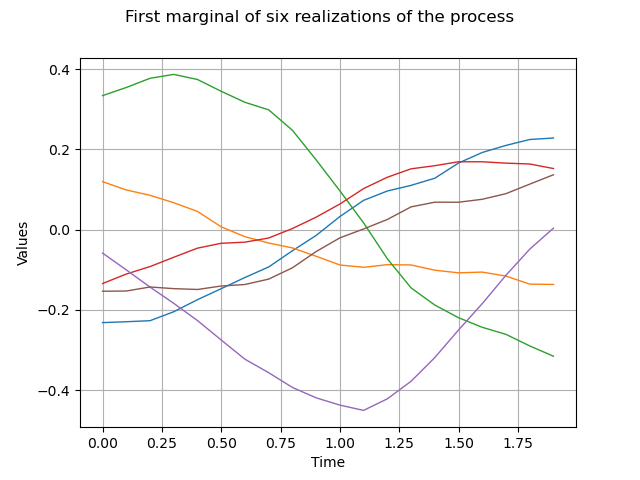 First marginal of six realizations of the process
0.4
0.2
0.0
−0.2
−0.4
Values
0.00 0.25 0.50 0.75 1.00 1.25 1.50 1.75
Time